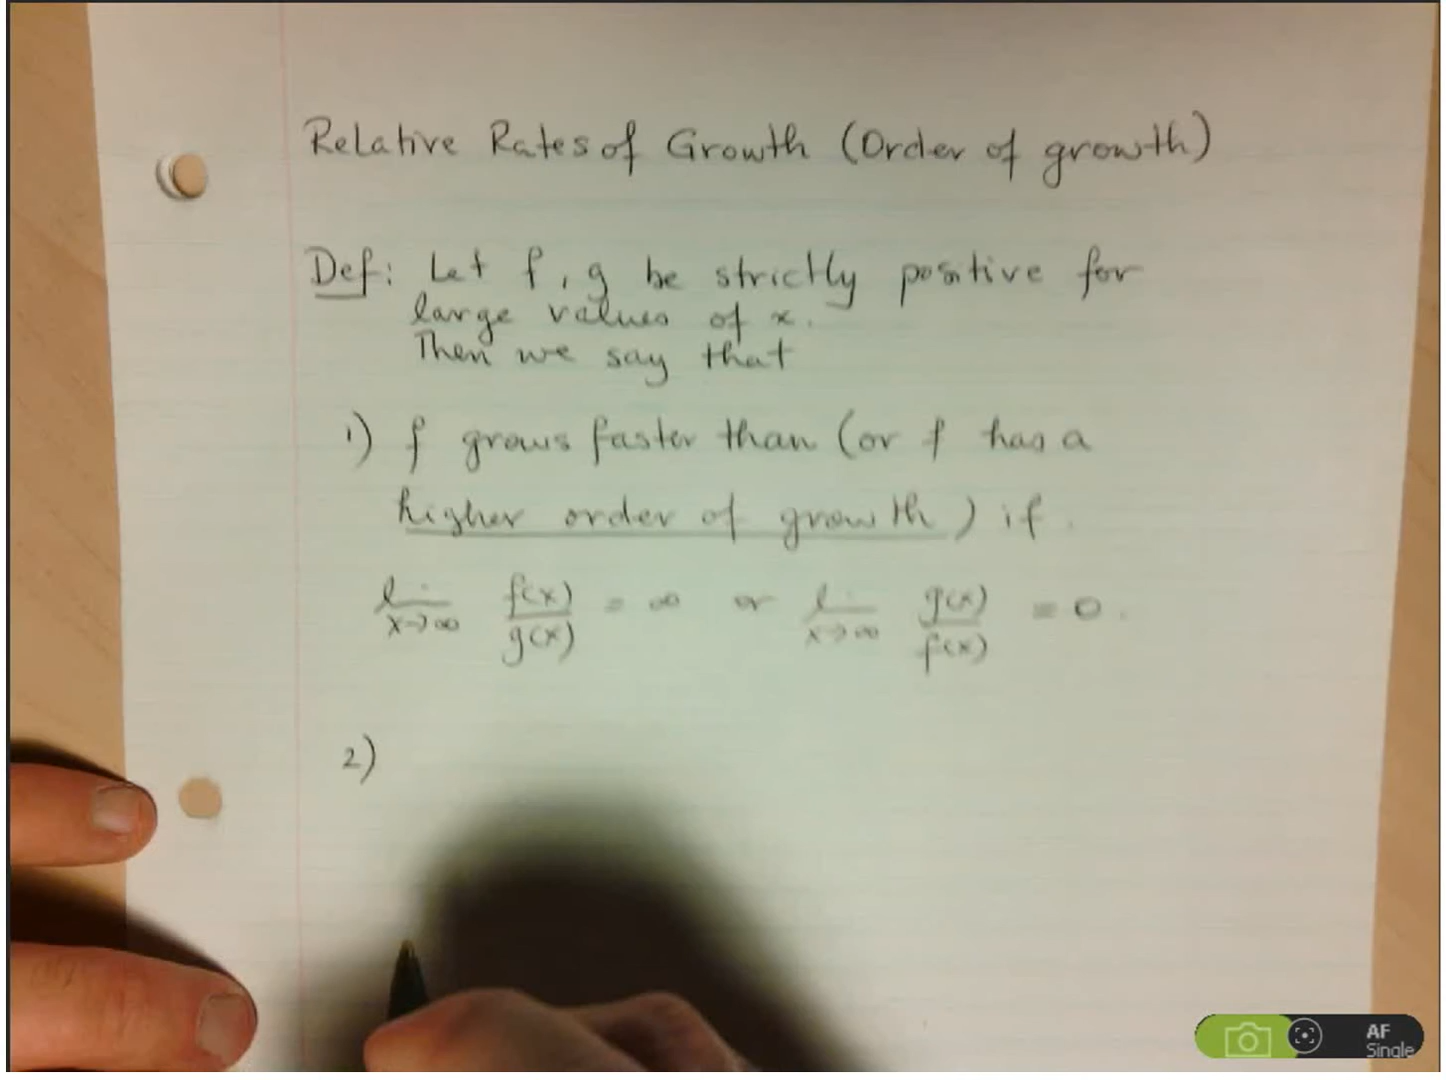 Relative Rates of Growth (Order of growth)
Def: Let f, g be strictly positive for
large values of x.
Then we say that
1) f grows faster than (or f has a
higher order of growth) if
lim x→∞ f(x)/g(x) = ∞ or lim x→∞ g(x)/f(x) = 0.
2)
AF
Single